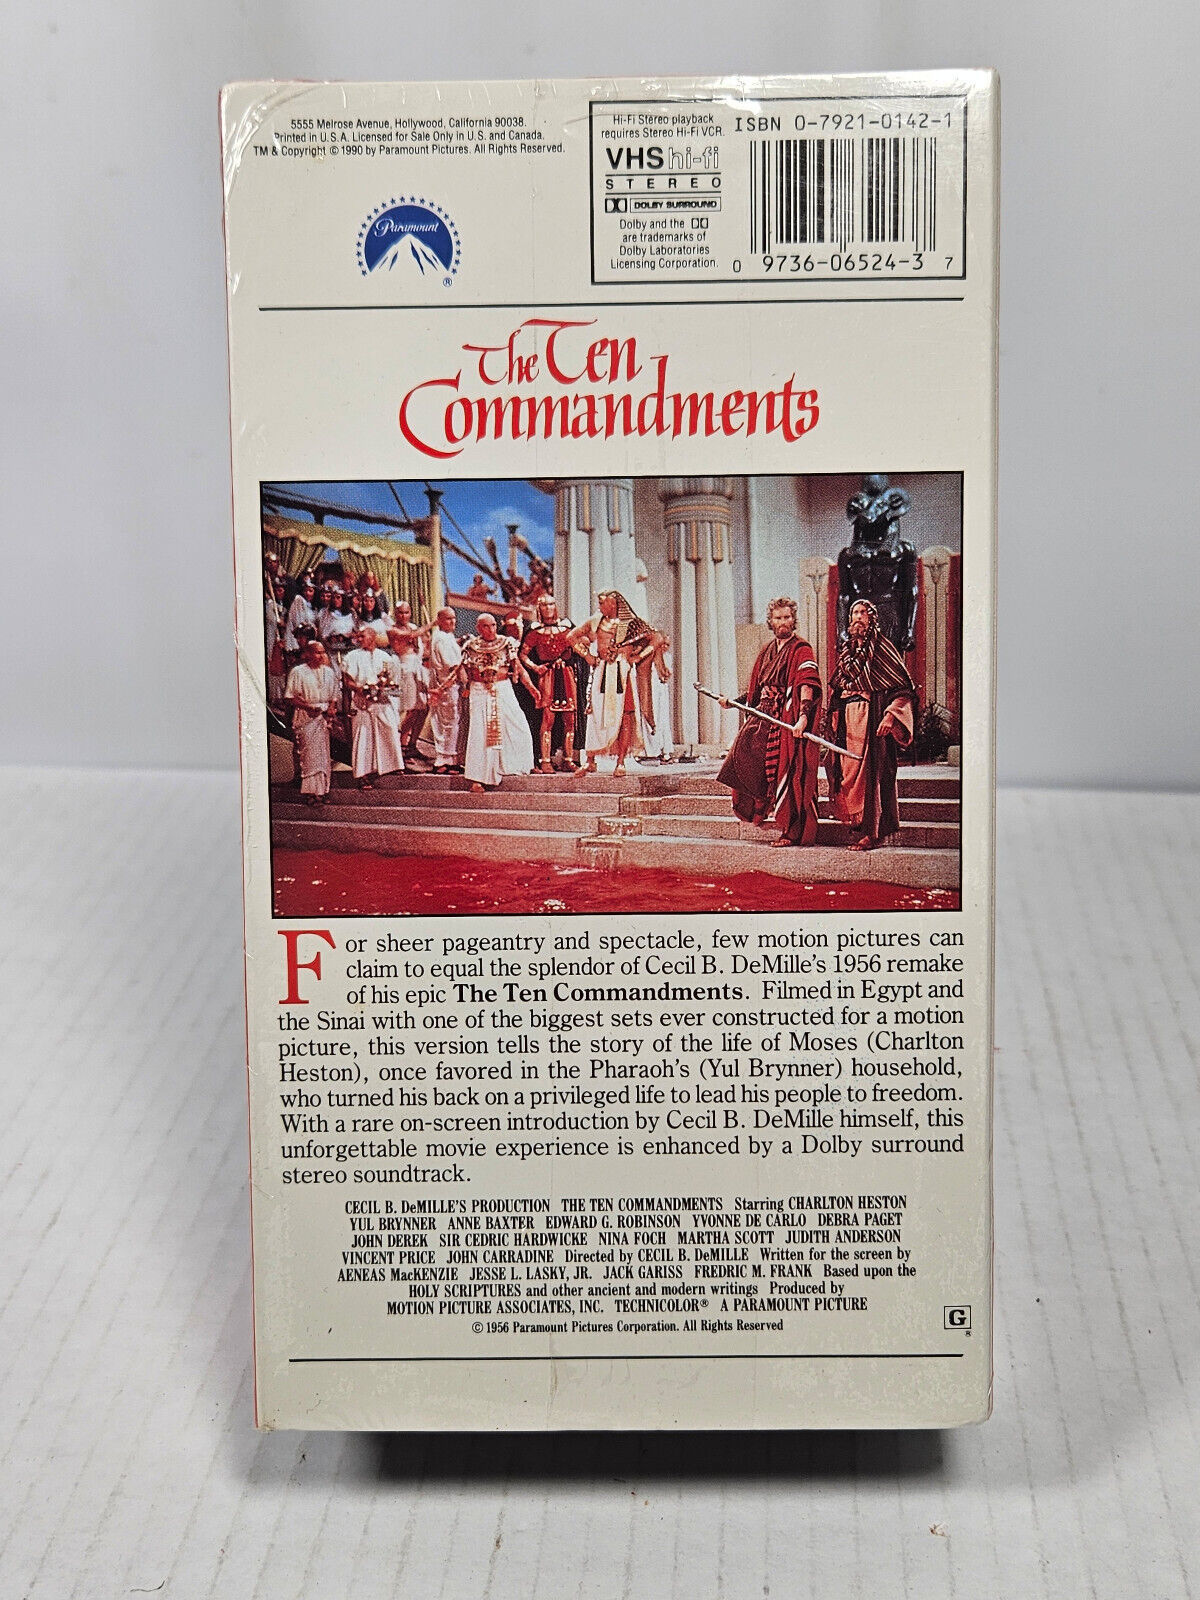 5555 Melrose Avenue, Hollywood, California 90038.
Printed in U.S.A. Licensed for Sale Only in U.S. and Canada.
TM & Copyright © 1990 by Paramount Pictures. All Rights Reserved.
Paramount
®
Hi-Fi Stereo playback
requires Stereo Hi-Fi VCR.
VHS hi-fi
STEREO
DOLBY SURROUND
Dolby and the
are trademarks of
Dolby Laboratories
Licensing Corporation.
ISBN 0-7921-0142-1
0 9736-06524-3 7
The Ten
Commandments
For sheer pageantry and spectacle, few motion pictures can
claim to equal the splendor of Cecil B. DeMille's 1956 remake
of his epic The Ten Commandments. Filmed in Egypt and
the Sinai with one of the biggest sets ever constructed for a motion
picture, this version tells the story of the life of Moses (Charlton
Heston), once favored in the Pharaoh's (Yul Brynner) household,
who turned his back on a privileged life to lead his people to freedom.
With a rare on-screen introduction by Cecil B. DeMille himself, this
unforgettable movie experience is enhanced by a Dolby surround
stereo soundtrack.
CECIL B. DeMILLE'S PRODUCTION THE TEN COMMANDMENTS Starring CHARLTON HESTON
YUL BRYNNER ANNE BAXTER EDWARD G. ROBINSON YVONNE DE CARLO DEBRA PAGET
JOHN DEREK SIR CEDRIC HARDWICKE NINA FOCH MARTHA SCOTT JUDITH ANDERSON
VINCENT PRICE JOHN CARRADINE Directed by CECIL B. DeMILLE Written for the screen by
AENEAS MacKENZIE JESSE L. LASKY, JR. JACK GARISS FREDRIC M. FRANK Based upon the
HOLY SCRIPTURES and other ancient and modern writings Produced by
MOTION PICTURE ASSOCIATES, INC. TECHNICOLOR® A PARAMOUNT PICTURE
© 1956 Paramount Pictures Corporation. All Rights Reserved
G
®